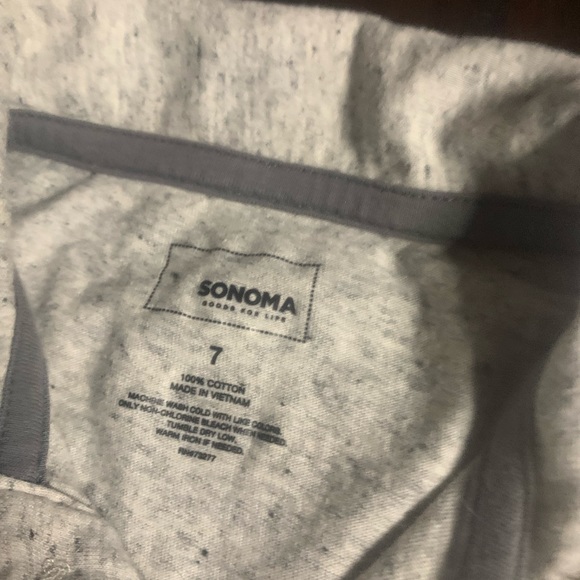 SONOMA
GOODS FOR LIFE
7
100% COTTON
MADE IN VIETNAM
MACHINE WASH COLD WITH LIKE COLORS.
ONLY NON-CHLORINE BLEACH WHEN NEEDED.
TUMBLE DRY LOW.
WARM IRON IF NEEDED.